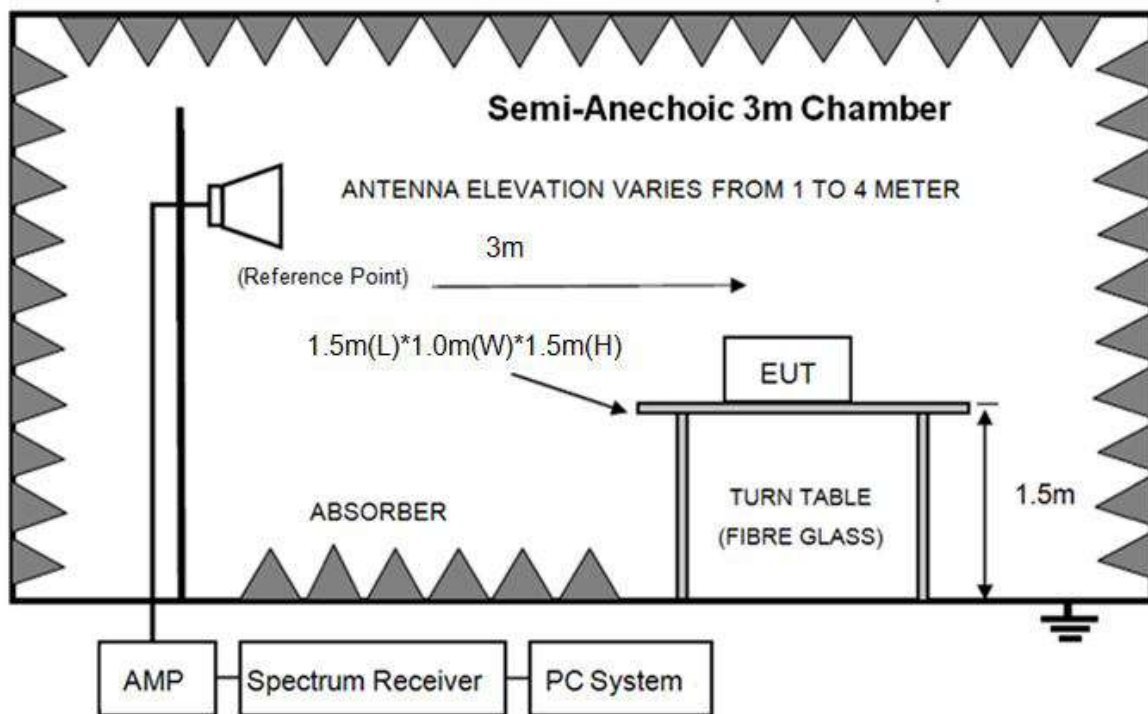 Semi-Anechoic 3m Chamber
ANTENNA ELEVATION VARIES FROM 1 TO 4 METER
3m
(Reference Point)
1.5m(L)*1.0m(W)*1.5m(H)
EUT
1.5m
TURN TABLE
(FIBRE GLASS)
ABSORBER
AMP
Spectrum Receiver
PC System